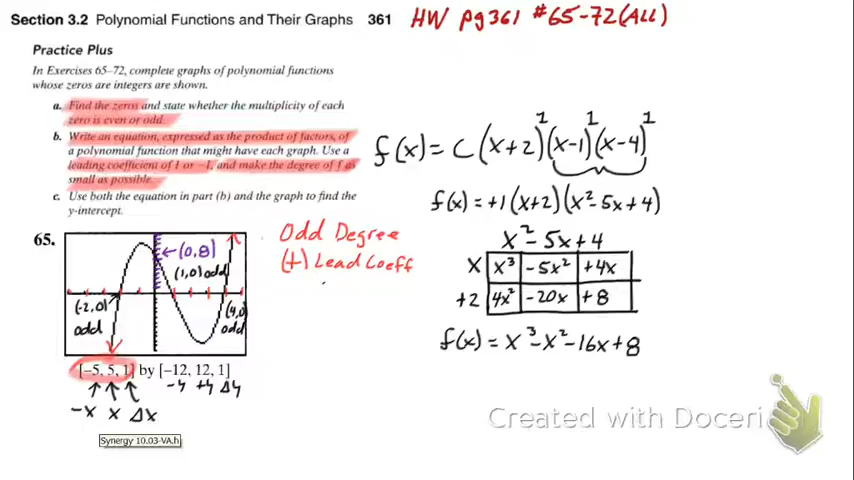 Section 3.2 Polynomial Functions and Their Graphs 361
HW pg361 #65-72(ALL)
Practice Plus
In Exercises 65–72, complete graphs of polynomial functions
whose zeros are integers are shown.
a. Find the zeros and state whether the multiplicity of each
zero is even or odd.
b. Write an equation, expressed as the product of factors, of
a polynomial function that might have each graph. Use a
leading coefficient of 1 or −1, and make the degree of f as
small as possible.
c. Use both the equation in part (b) and the graph to find the
y-intercept.
65.
(0,8)
(1,0) odd
(-2,0)
odd
(4,0)
odd
[−5, 5, 1] by [−12, 12, 1]
-x x Δx
-y +y Δy
Synergy 10.03-VA.h
Odd Degree
(+) Lead Coeff
f(x) = C(x+2)¹(x-1)¹(x-4)¹
f(x) = +1(x+2)(x²-5x+4)
x² -5x +4
x x³ -5x² +4x
+2 4x² -20x +8
f(x) = x³-x²-16x+8
Created with Doceri